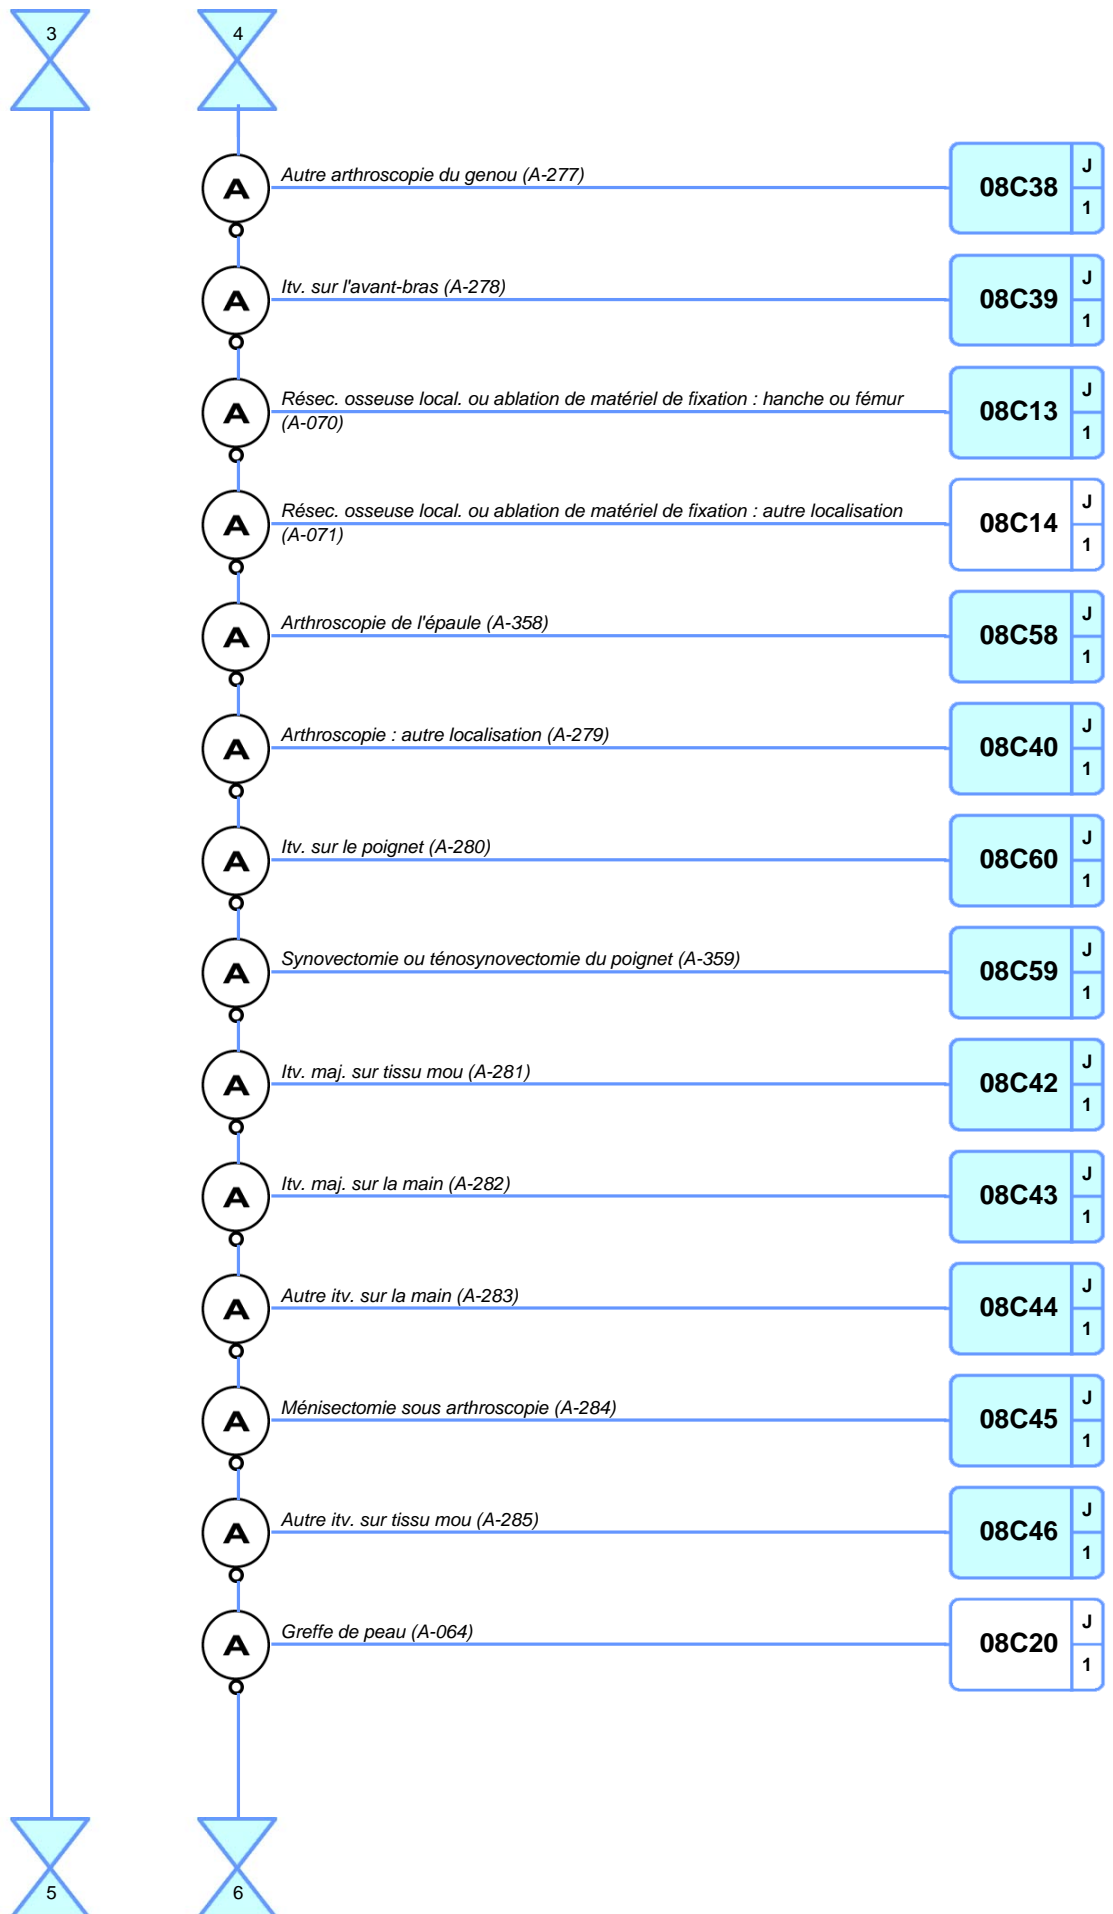 3
4
A
Autre arthroscopie du genou (A-277)
08C38
J
1
A
Itv. sur l'avant-bras (A-278)
08C39
J
1
A
Résec. osseuse local. ou ablation de matériel de fixation : hanche ou fémur
(A-070)
08C13
J
1
A
Résec. osseuse local. ou ablation de matériel de fixation : autre localisation
(A-071)
08C14
J
1
A
Arthroscopie de l'épaule (A-358)
08C58
J
1
A
Arthroscopie : autre localisation (A-279)
08C40
J
1
A
Itv. sur le poignet (A-280)
08C60
J
1
A
Synovectomie ou ténosynovectomie du poignet (A-359)
08C59
J
1
A
Itv. maj. sur tissu mou (A-281)
08C42
J
1
A
Itv. maj. sur la main (A-282)
08C43
J
1
A
Autre itv. sur la main (A-283)
08C44
J
1
A
Ménisectomie sous arthroscopie (A-284)
08C45
J
1
A
Autre itv. sur tissu mou (A-285)
08C46
J
1
A
Greffe de peau (A-064)
08C20
J
1
5
6